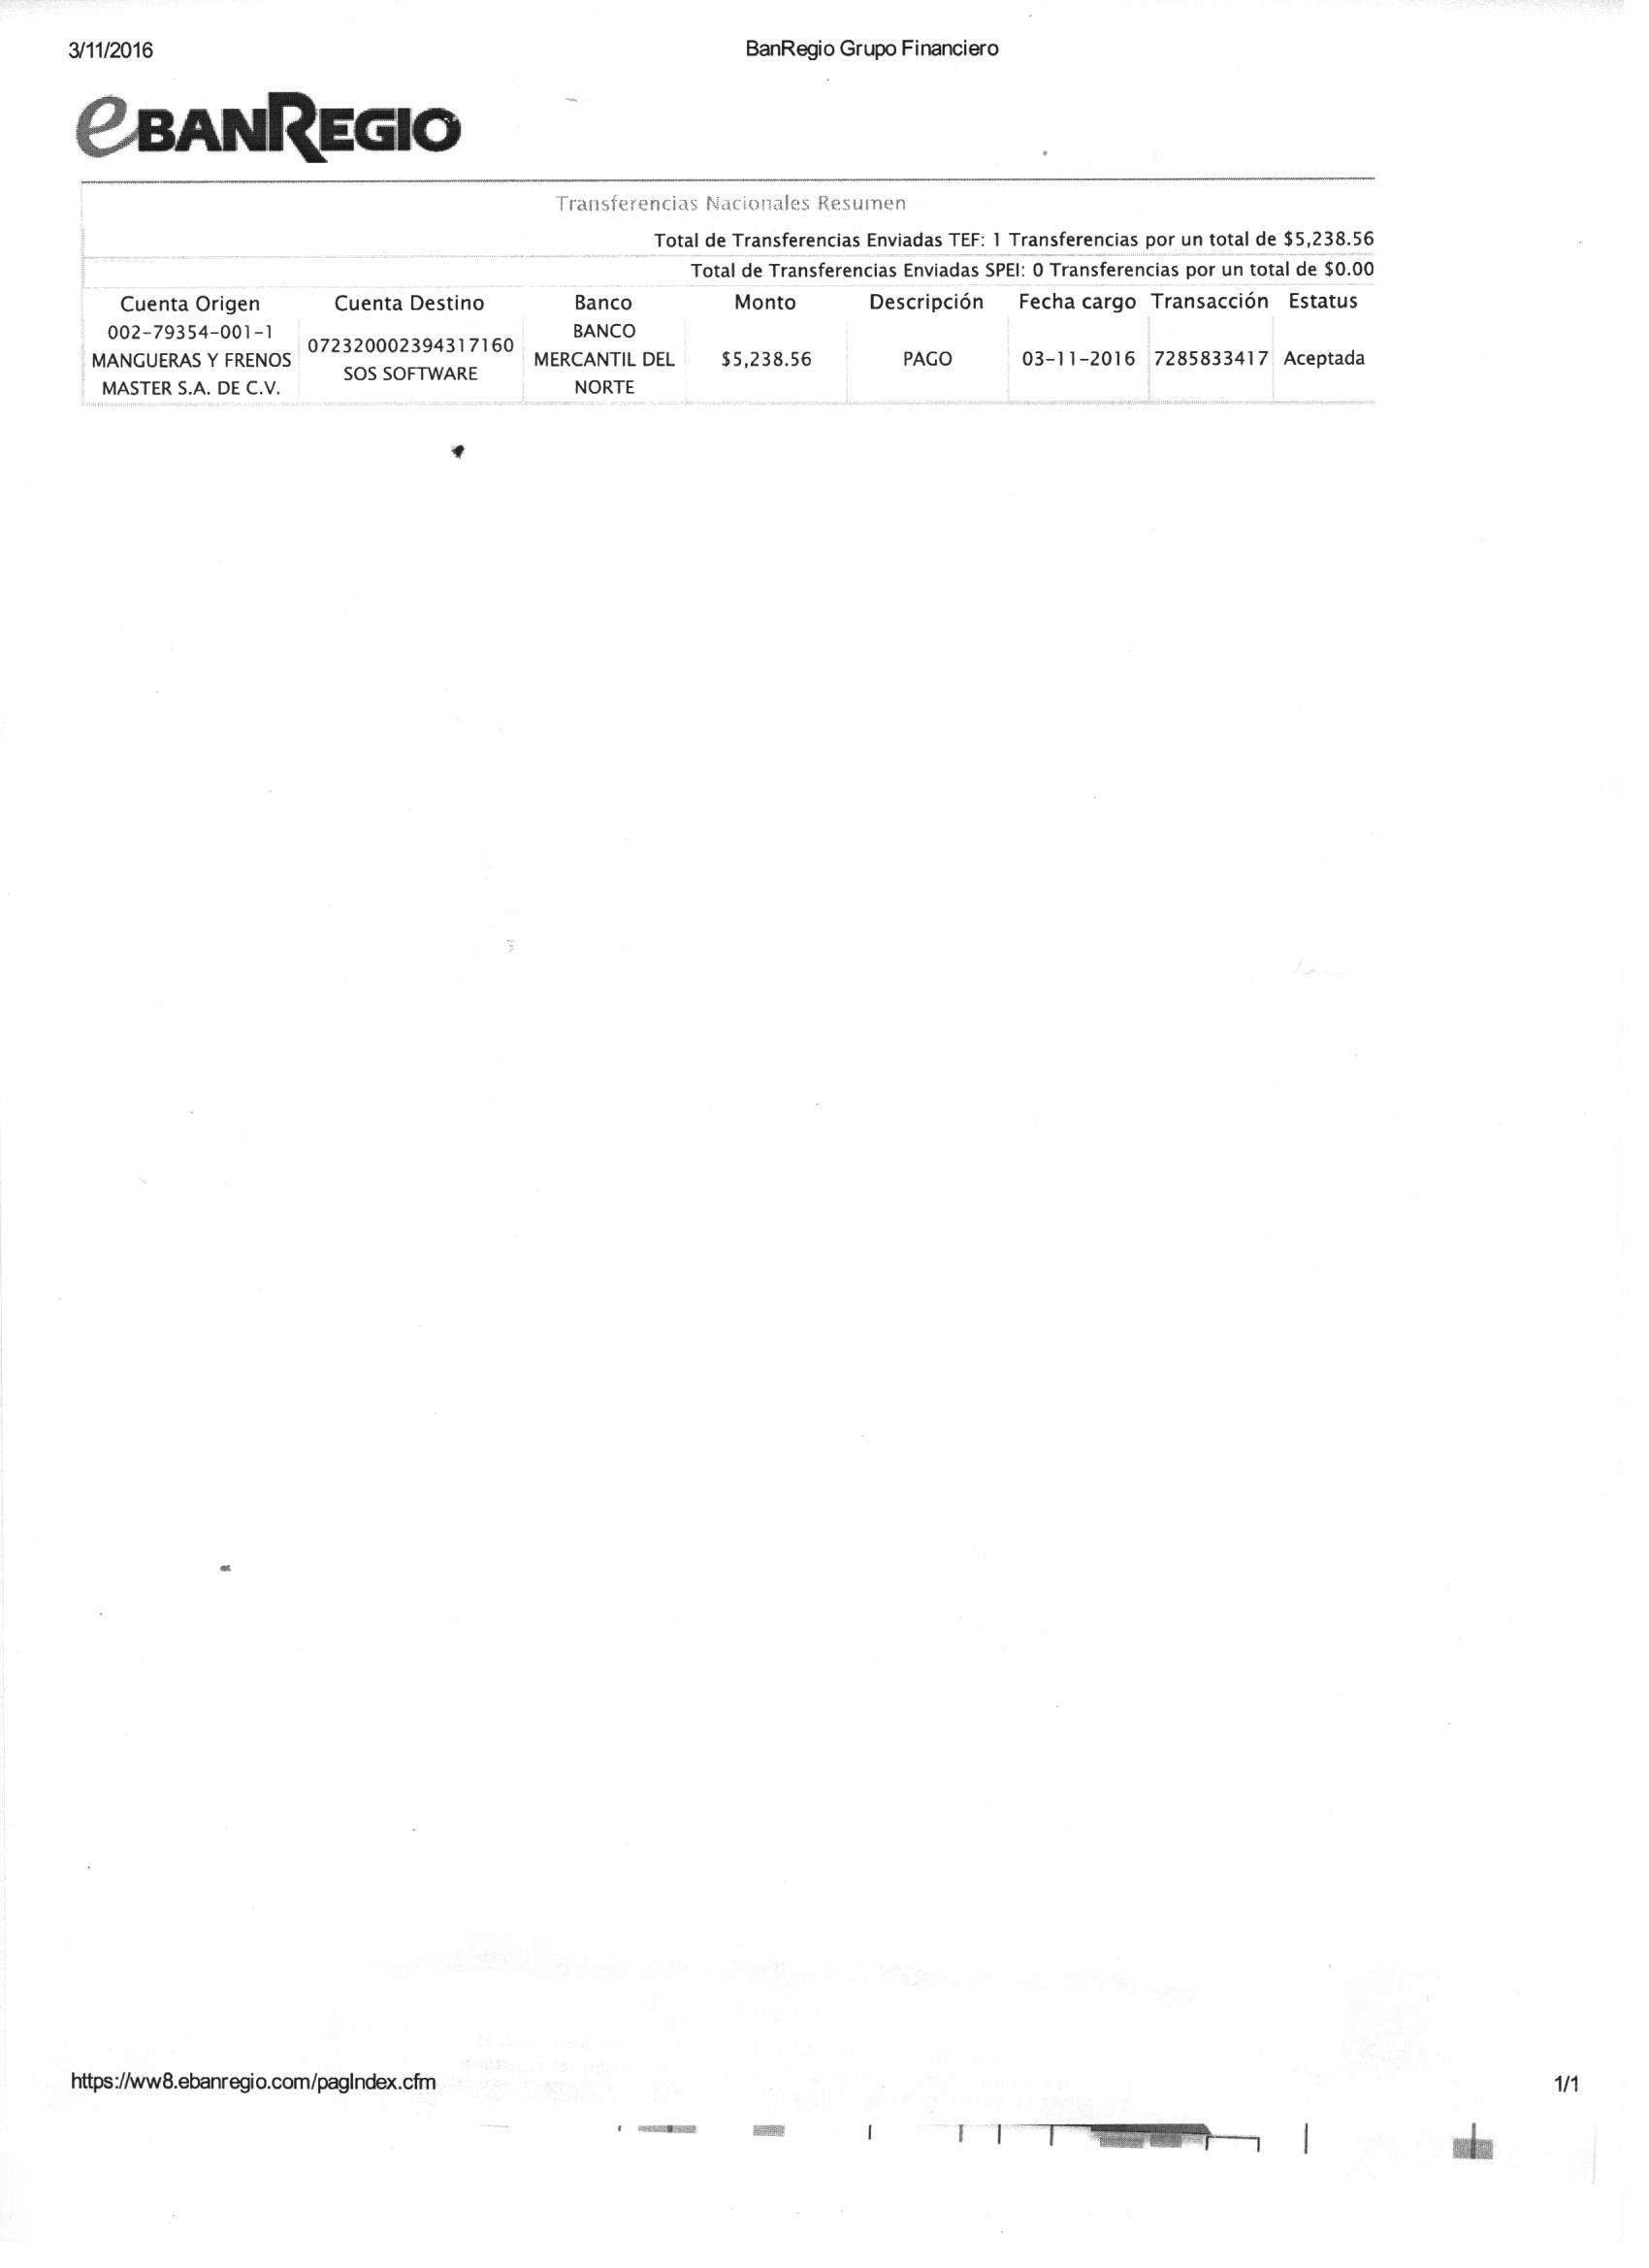 3/11/2016 BanRegio Grupo Financiero
eBANREGIO
Transferencias Nacionales Resumen
Total de Transferencias Enviadas TEF: 1 Transferencias por un total de $5,238.56
Total de Transferencias Enviadas SPEI: 0 Transferencias por un total de $0.00
Cuenta Origen Cuenta Destino Banco Monto Descripción Fecha cargo Transacción Estatus
002-79354-001-1 BANCO
072320002394317160
MANGUERAS Y FRENOS MERCANTIL DEL $5,238.56 PAGO 03-11-2016 7285833417 Aceptada
SOS SOFTWARE
MASTER S.A. DE C.V. NORTE
https://ww8.ebanregio.com/pagIndex.cfm 1/1